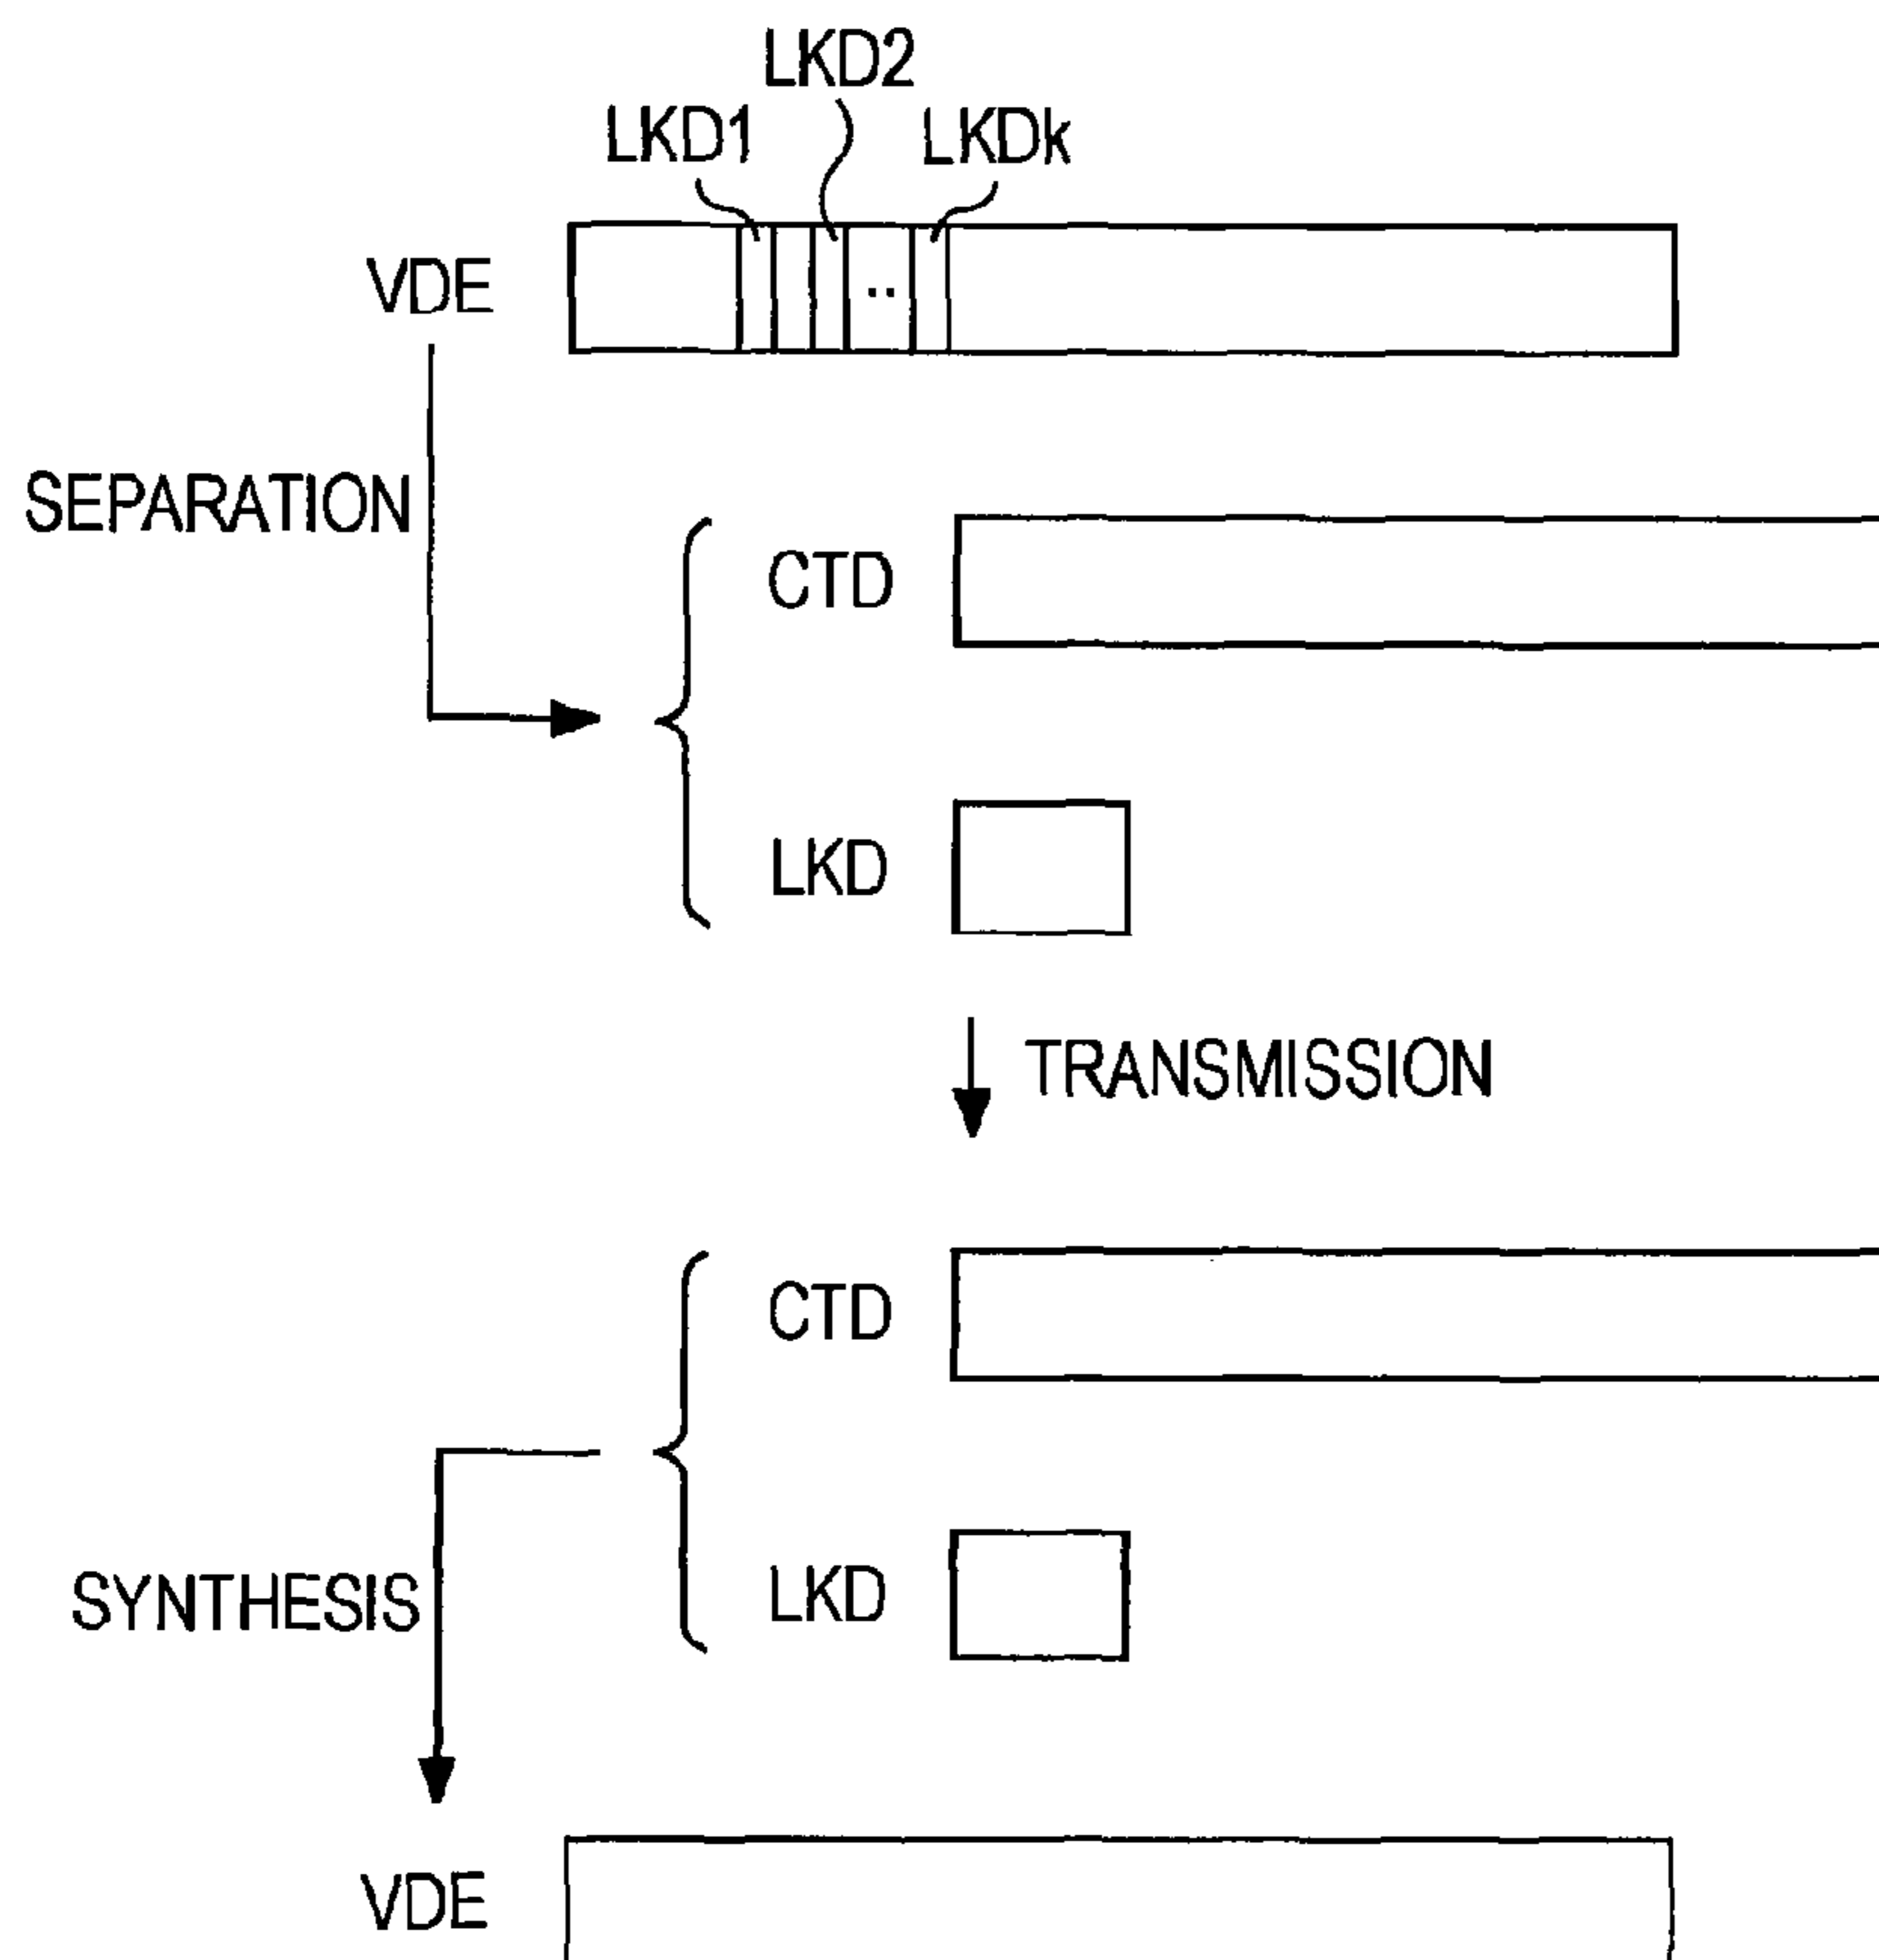 LKD2
LKD1
LKDk
VDE
..
SEPARATION
CTD
LKD
TRANSMISSION
CTD
LKD
SYNTHESIS
VDE